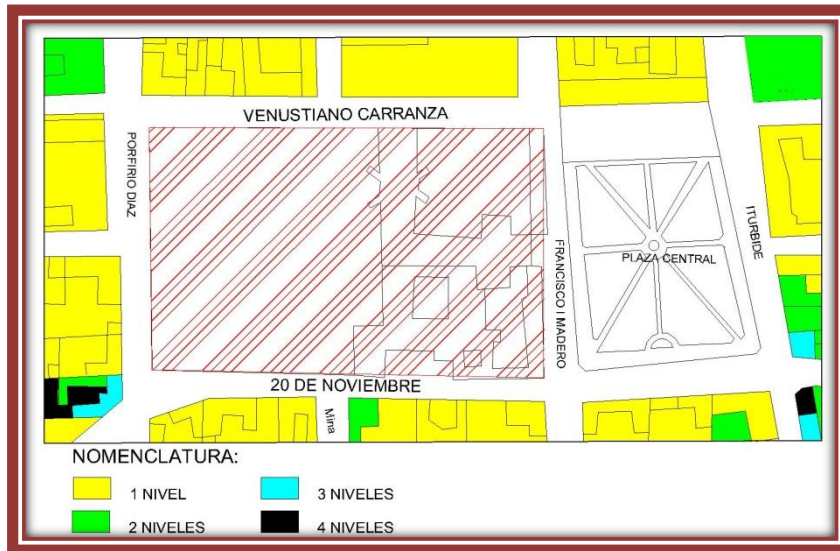 VENUSTIANO CARRANZA
PORFIRIO DIAZ
FRANCISCO I MADERO
PLAZA CENTRAL
ITURBIDE
20 DE NOVIEMBRE
Mina
NOMENCLATURA:
1 NIVEL
3 NIVELES
2 NIVELES
4 NIVELES